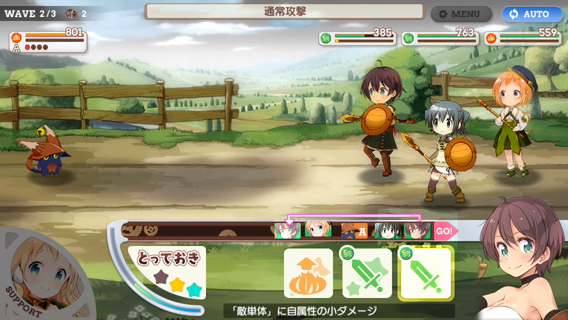 WAVE 2/3 2
通常攻撃
MENU
AUTO
801
A
385
763
559
GO!
とっておき
SUPPORT
「敵単体」に自属性の小ダメージ